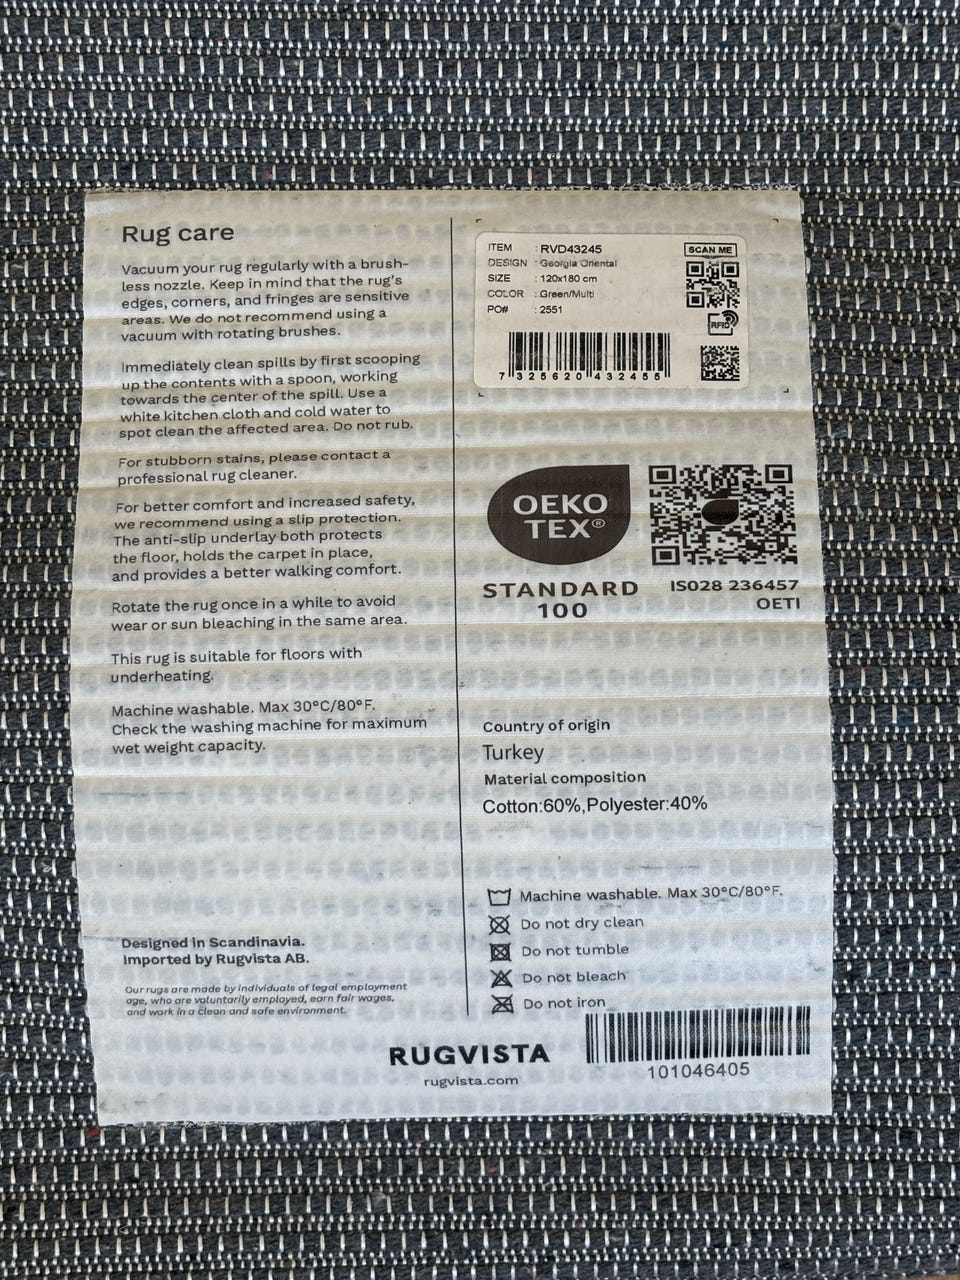 Rug care
Vacuum your rug regularly with a brush-
less nozzle. Keep in mind that the rug's
edges, corners, and fringes are sensitive
areas. We do not recommend using a
vacuum with rotating brushes.
Immediately clean spills by first scooping
up the contents with a spoon, working
towards the center of the spill. Use a
white kitchen cloth and cold water to
spot clean the affected area. Do not rub.
For stubborn stains, please contact a
professional rug cleaner.
For better comfort and increased safety,
we recommend using a slip protection.
The anti-slip underlay both protects
the floor, holds the carpet in place,
and provides a better walking comfort.
Rotate the rug once in a while to avoid
wear or sun bleaching in the same area.
This rug is suitable for floors with
underheating.
Machine washable. Max 30°C/80°F.
Check the washing machine for maximum
wet weight capacity.
Designed in Scandinavia.
Imported by Rugvista AB.
Our rugs are made by individuals of legal employment
age, who are voluntarily employed, earn fair wages,
and work in a clean and safe environment.
ITEM : RVD43245
DESIGN : Georgia Oriental
SIZE : 120x180 cm
COLOR : Green/Multi
PO# : 2551
SCAN ME
RFID
7 325620 432455
OEKO
TEX®
STANDARD
100
IS028 236457
OETI
Country of origin
Turkey
Material composition
Cotton:60%,Polyester:40%
Machine washable. Max 30°C/80°F.
Do not dry clean
Do not tumble
Do not bleach
Do not iron
RUGVISTA
rugvista.com
101046405